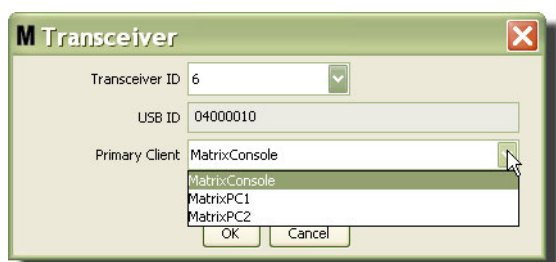 M Transceiver
Transceiver ID 6
USB ID 04000010
Primary Client MatrixConsole
MatrixConsole
MatrixPC1
MatrixPC2
OK Cancel